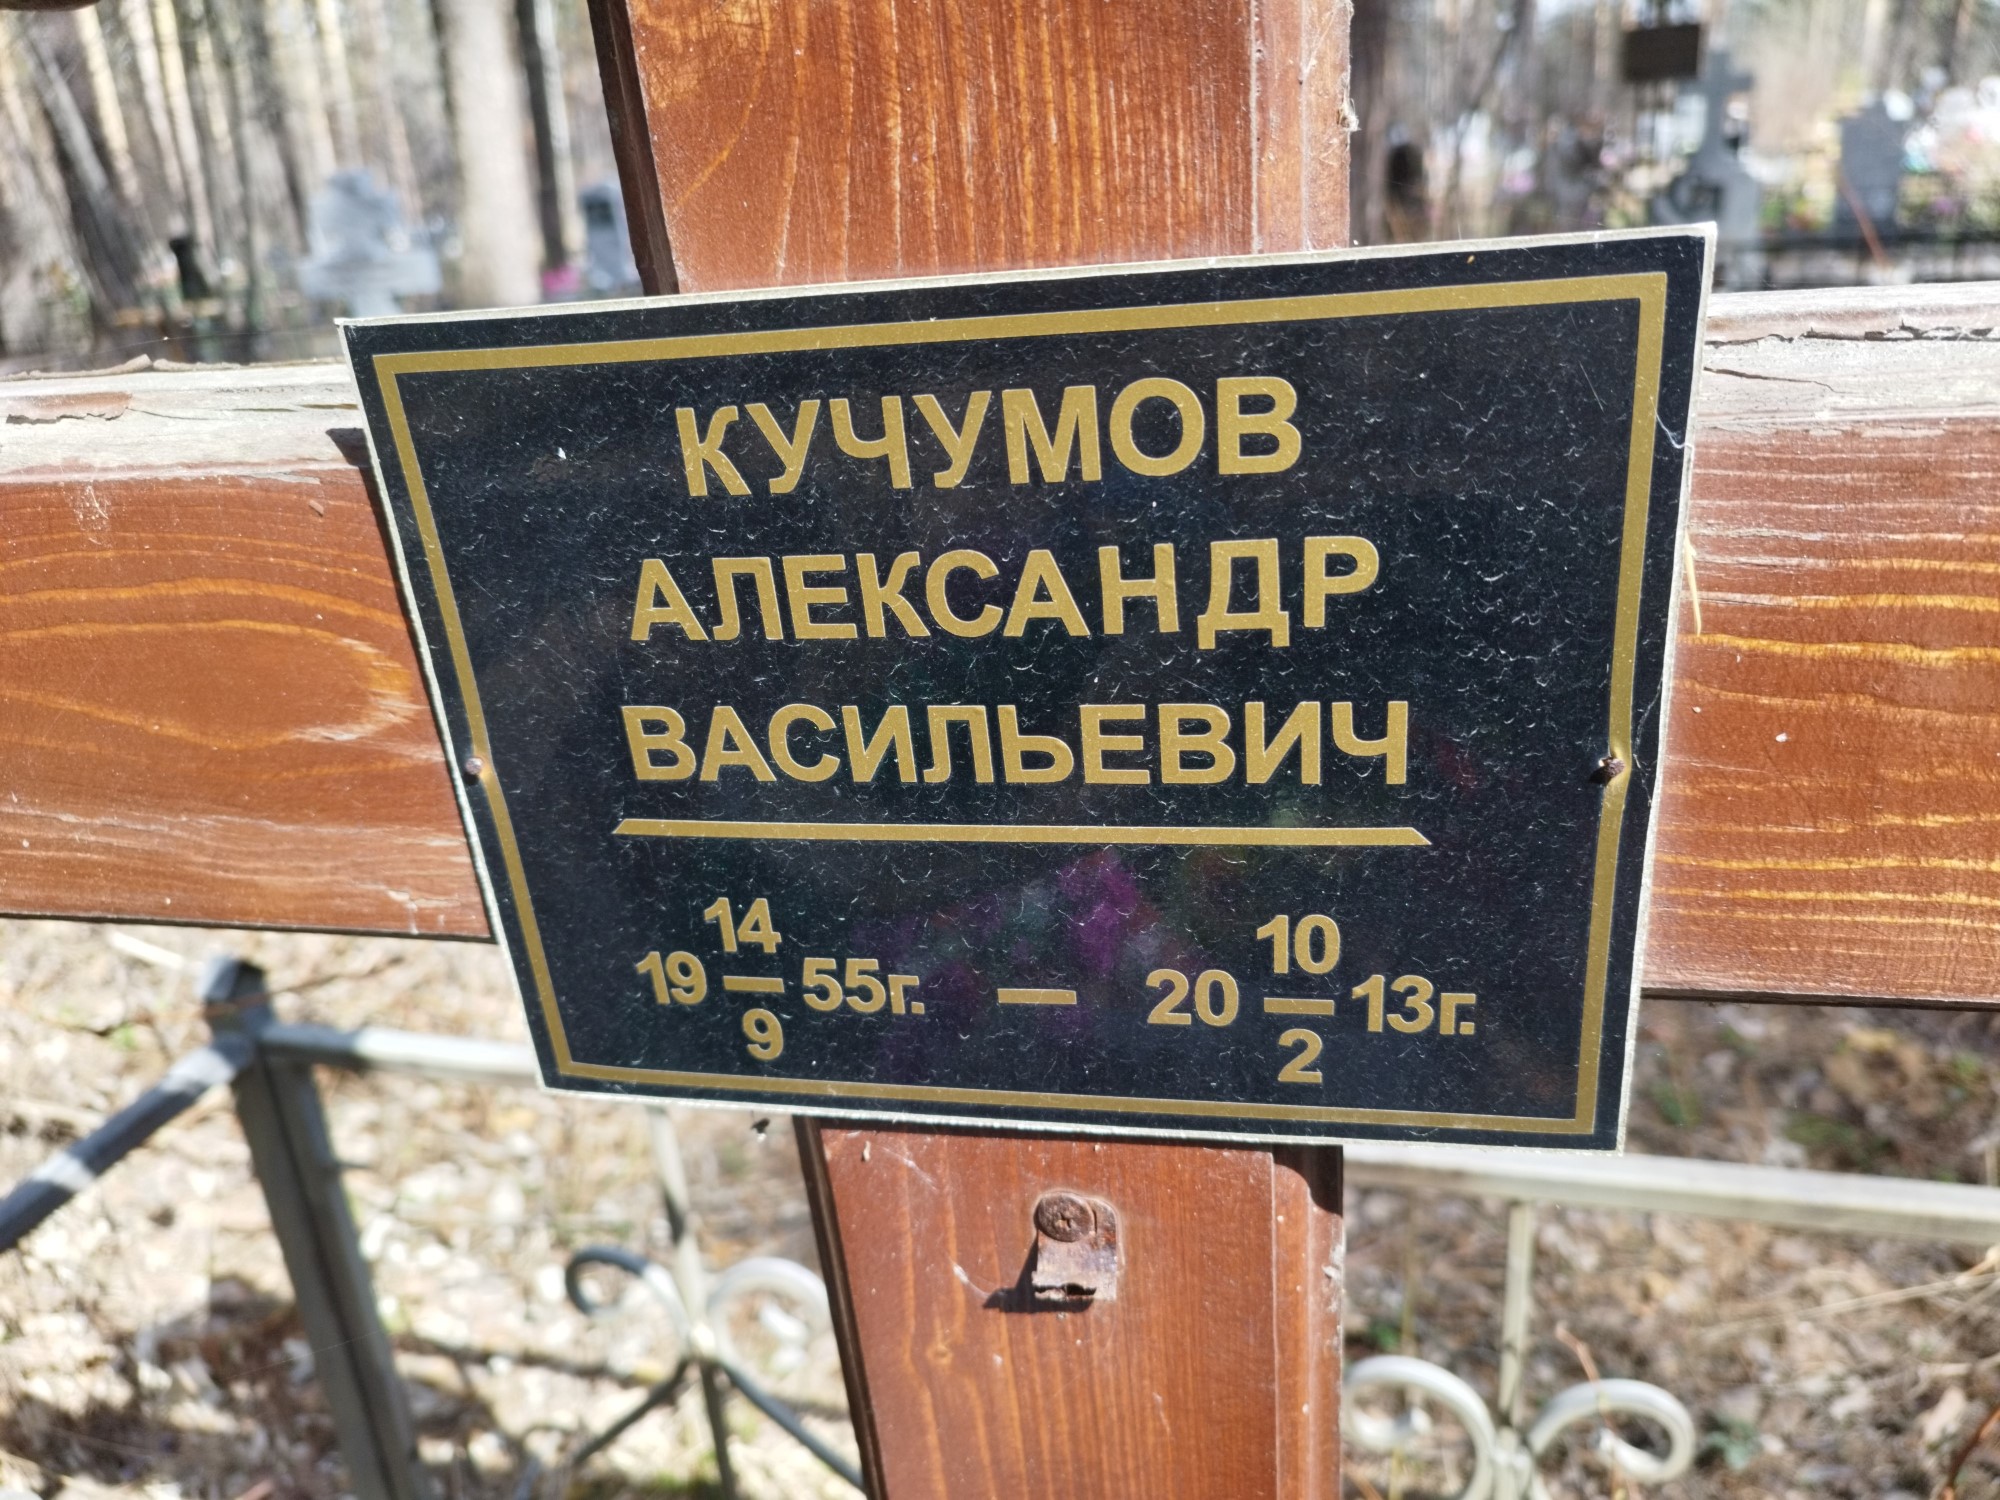 КУЧУМОВ
АЛЕКСАНДР
ВАСИЛЬЕВИЧ
19 14/9 55г. — 20 10/2 13г.